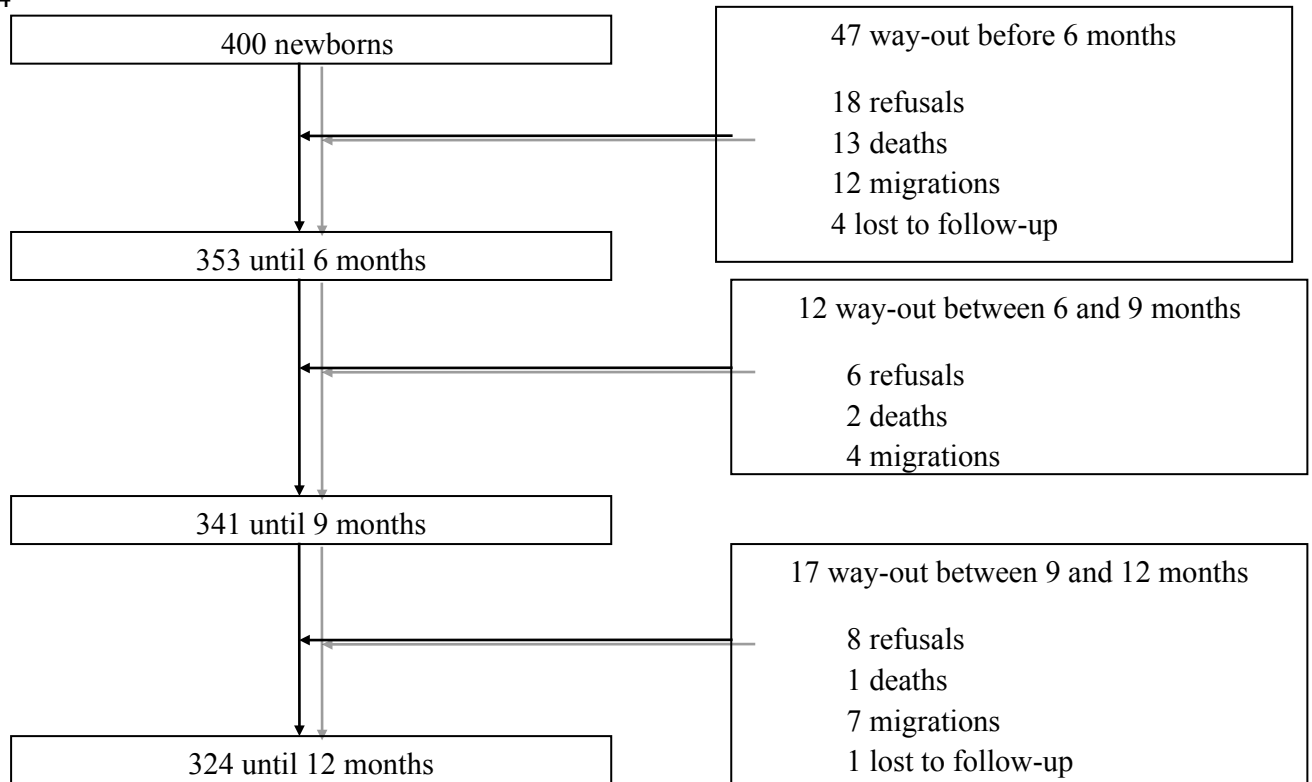 400 newborns
47 way-out before 6 months
18 refusals
13 deaths
12 migrations
4 lost to follow-up
353 until 6 months
12 way-out between 6 and 9 months
6 refusals
2 deaths
4 migrations
341 until 9 months
17 way-out between 9 and 12 months
8 refusals
1 deaths
7 migrations
1 lost to follow-up
324 until 12 months